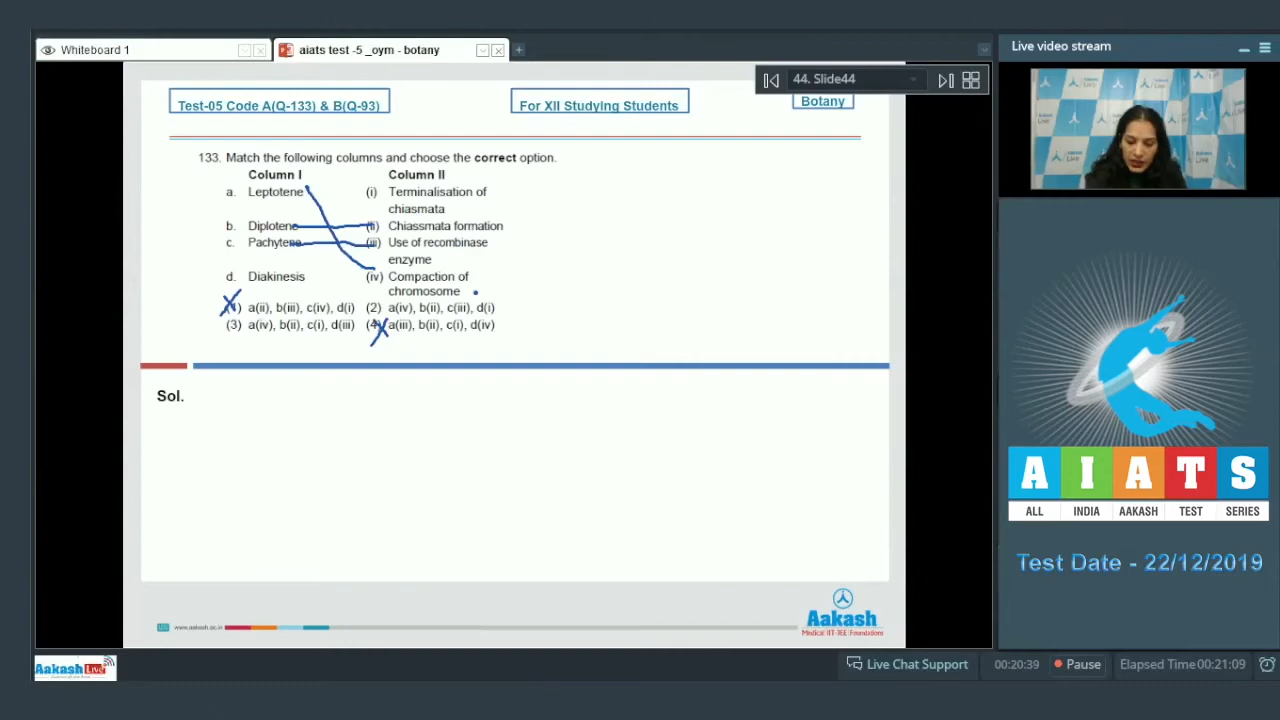 Whiteboard 1
aiats test -5 _oym - botany
Live video stream
44. Slide44
Test-05 Code A(Q-133) & B(Q-93)
For XII Studying Students
Botany
133. Match the following columns and choose the correct option.
Column I Column II
a. Leptotene (i) Terminalisation of
chiasmata
b. Diplotene (ii) Chiassmata formation
c. Pachytene (iii) Use of recombinase
enzyme
d. Diakinesis (iv) Compaction of
chromosome
(1) a(ii), b(iii), c(iv), d(i) (2) a(iv), b(ii), c(iii), d(i)
(3) a(iv), b(ii), c(i), d(iii) (4) a(iii), b(ii), c(i), d(iv)
Sol.
A I A T S
ALL INDIA AAKASH TEST SERIES
Test Date - 22/12/2019
www.aakash.ac.in
Aakash
Medical|IIT-JEE|Foundations
Aakash Live
Live Chat Support
00:20:39
Pause
Elapsed Time 00:21:09